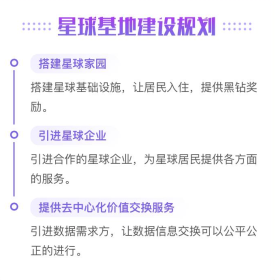 星球基地建设规划
搭建星球家园
搭建星球基础设施，让居民入住，提供黑钻奖
励。
引进星球企业
引进合作的星球企业，为星球居民提供各方面
的服务。
提供去中心化价值交换服务
引进数据需求方，让数据信息交换可以公平公
正的进行。